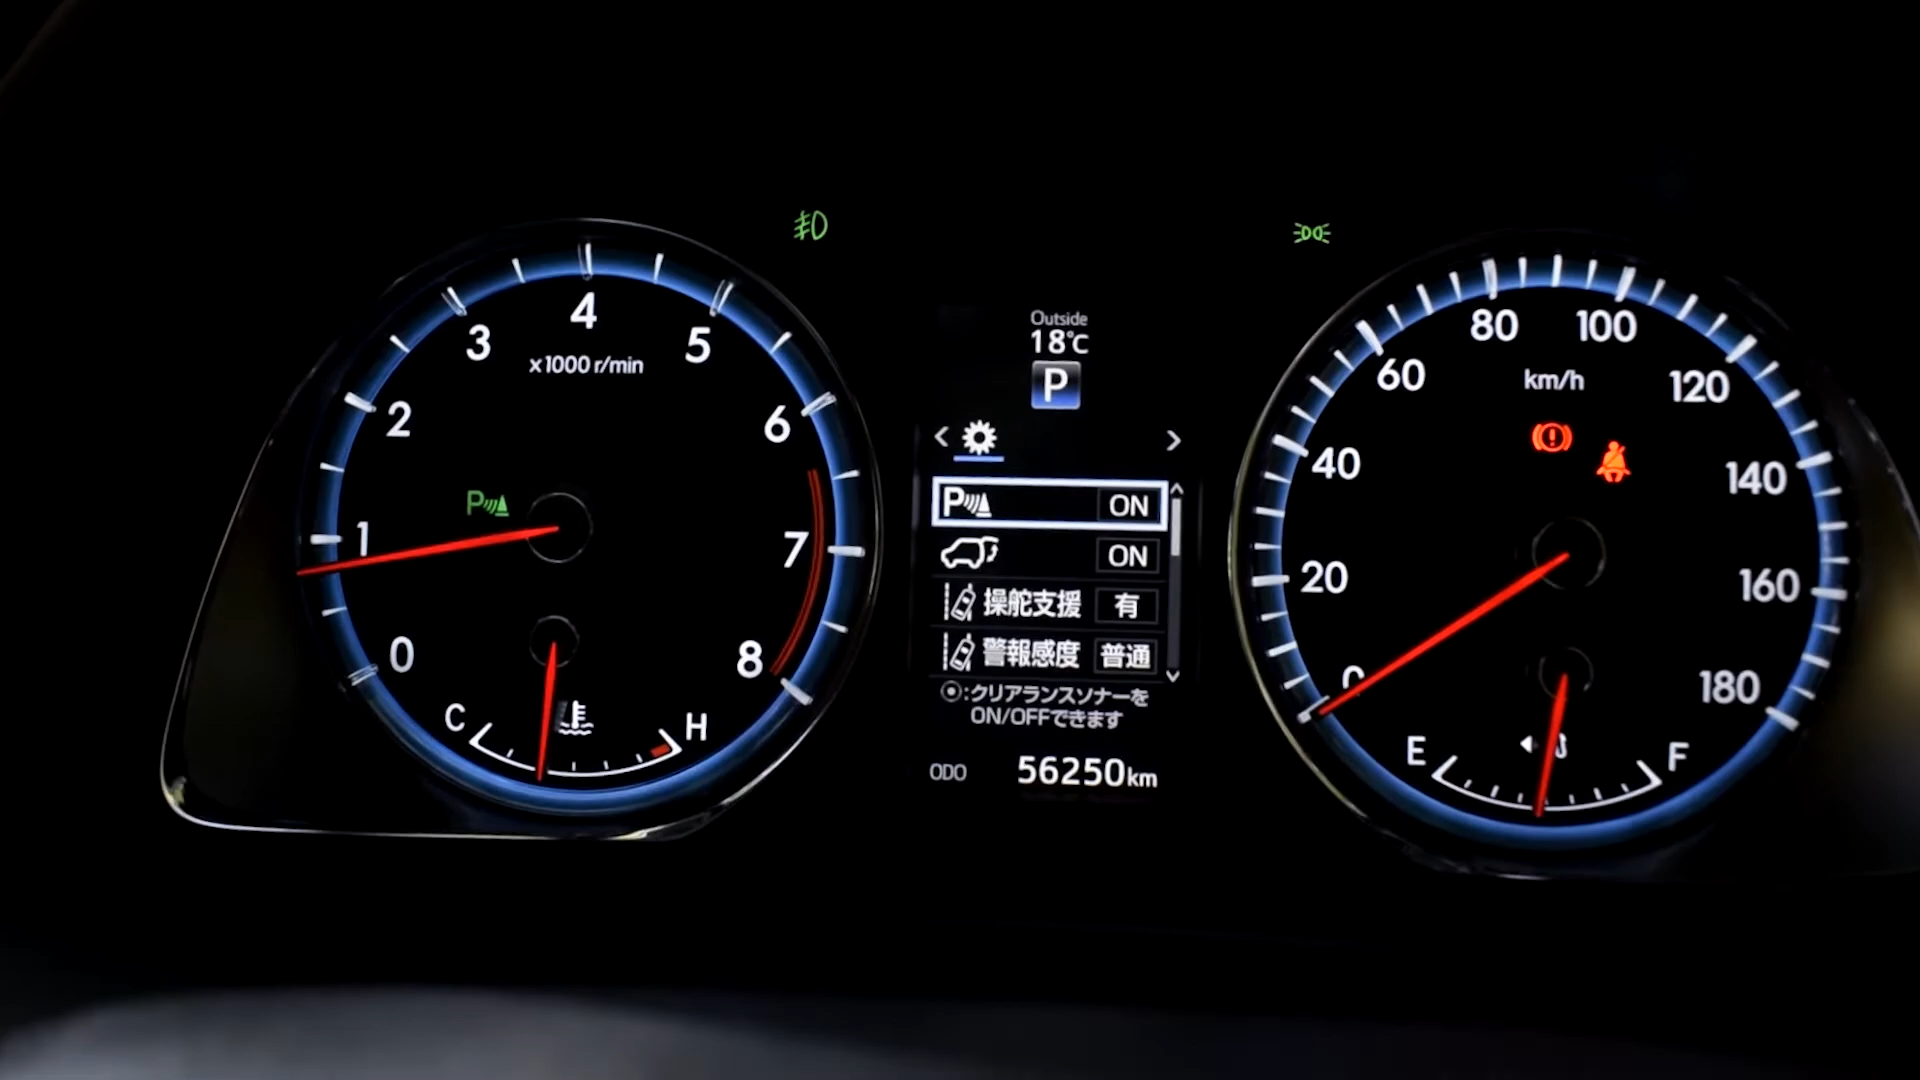 Outside
18℃
P
P ON
ON
操舵支援 有
警報感度 普通
⦿:クリアランスソナーを
ON/OFFできます
ODO 56250km
0
1
2
3
4
5
6
7
8
x1000 r/min
P
C H
0
20
40
60
80
100
120
140
160
180
km/h
E F